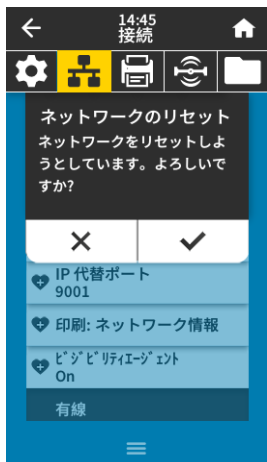 14:45
接続
ネットワークのリセット
ネットワークをリセットしよ
うとしています。よろしいで
すか?
IP 代替ポート
9001
印刷: ネットワーク情報
ﾋﾞｼﾞﾋﾞﾘﾃｨｴｰｼﾞｪﾝﾄ
On
有線